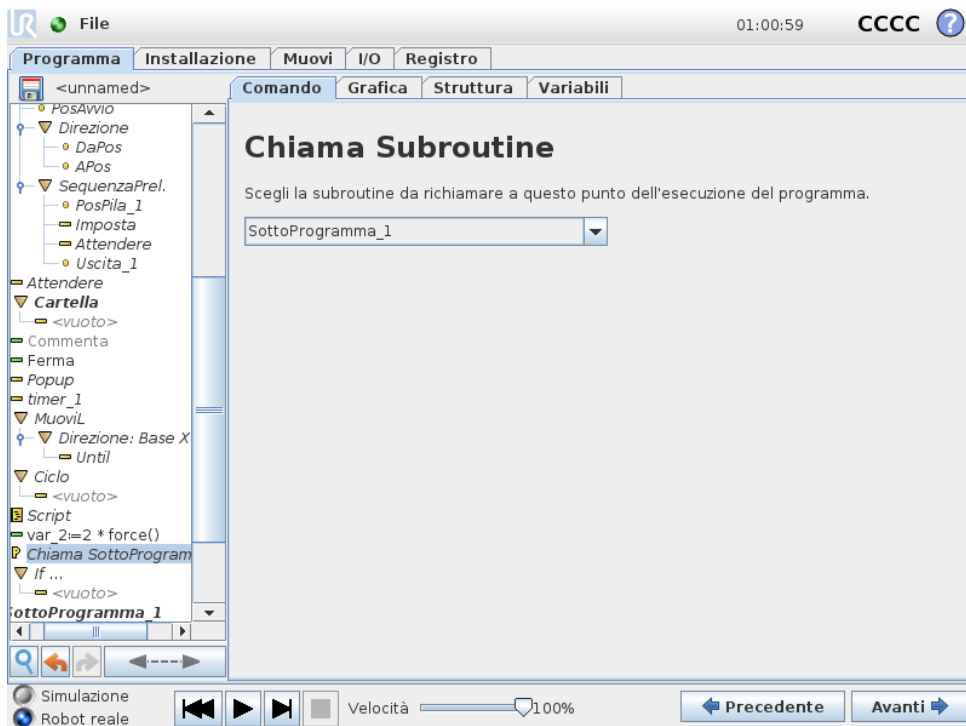 UR File 01:00:59 CCCC ?
Programma Installazione Muovi I/O Registro
<unnamed> Comando Grafica Struttura Variabili
PosAvvio
Direzione
DaPos
APos
SequenzaPrel.
PosPila_1
Imposta
Attendere
Uscita_1
Attendere
Cartella
<vuoto>
Commenta
Ferma
Popup
timer_1
MuoviL
Direzione: Base X
Until
Ciclo
<vuoto>
Script
var_2:=2 * force()
Chiama SottoProgram
If ...
<vuoto>
SottoProgramma_1
Chiama Subroutine
Scegli la subroutine da richiamare a questo punto dell'esecuzione del programma.
SottoProgramma_1
Simulazione
Robot reale
Velocità 100%
Precedente Avanti